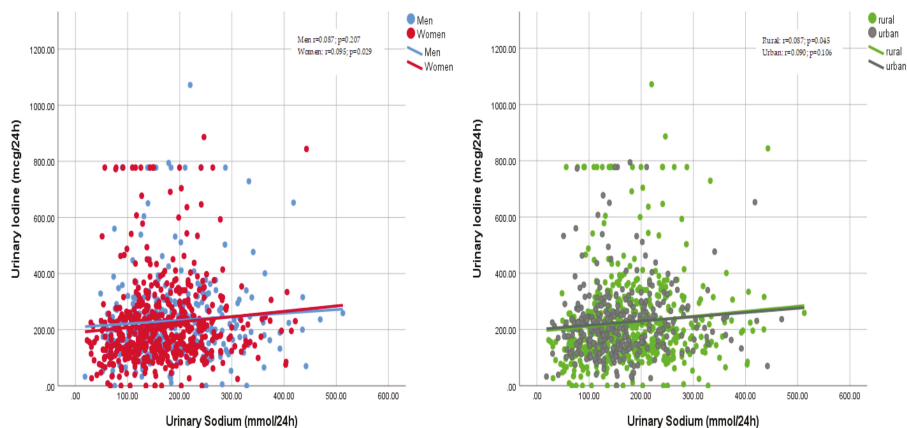 Men
Women
Men
Women
Men r=0.087; p=0.207
Women: r=0.095; p=0.029
1200.00
1000.00
800.00
600.00
400.00
200.00
.00
Urinary Iodine (mcg/24h)
.00 100.00 200.00 300.00 400.00 500.00 600.00
Urinary Sodium (mmol/24h)
rural
urban
rural
urban
Rural: r=0.087; p=0.045
Urban: r=0.090; p=0.106
1200.00
1000.00
800.00
600.00
400.00
200.00
.00
Urinary Iodine (mcg/24h)
.00 100.00 200.00 300.00 400.00 500.00 600.00
Urinary Sodium (mmol/24h)